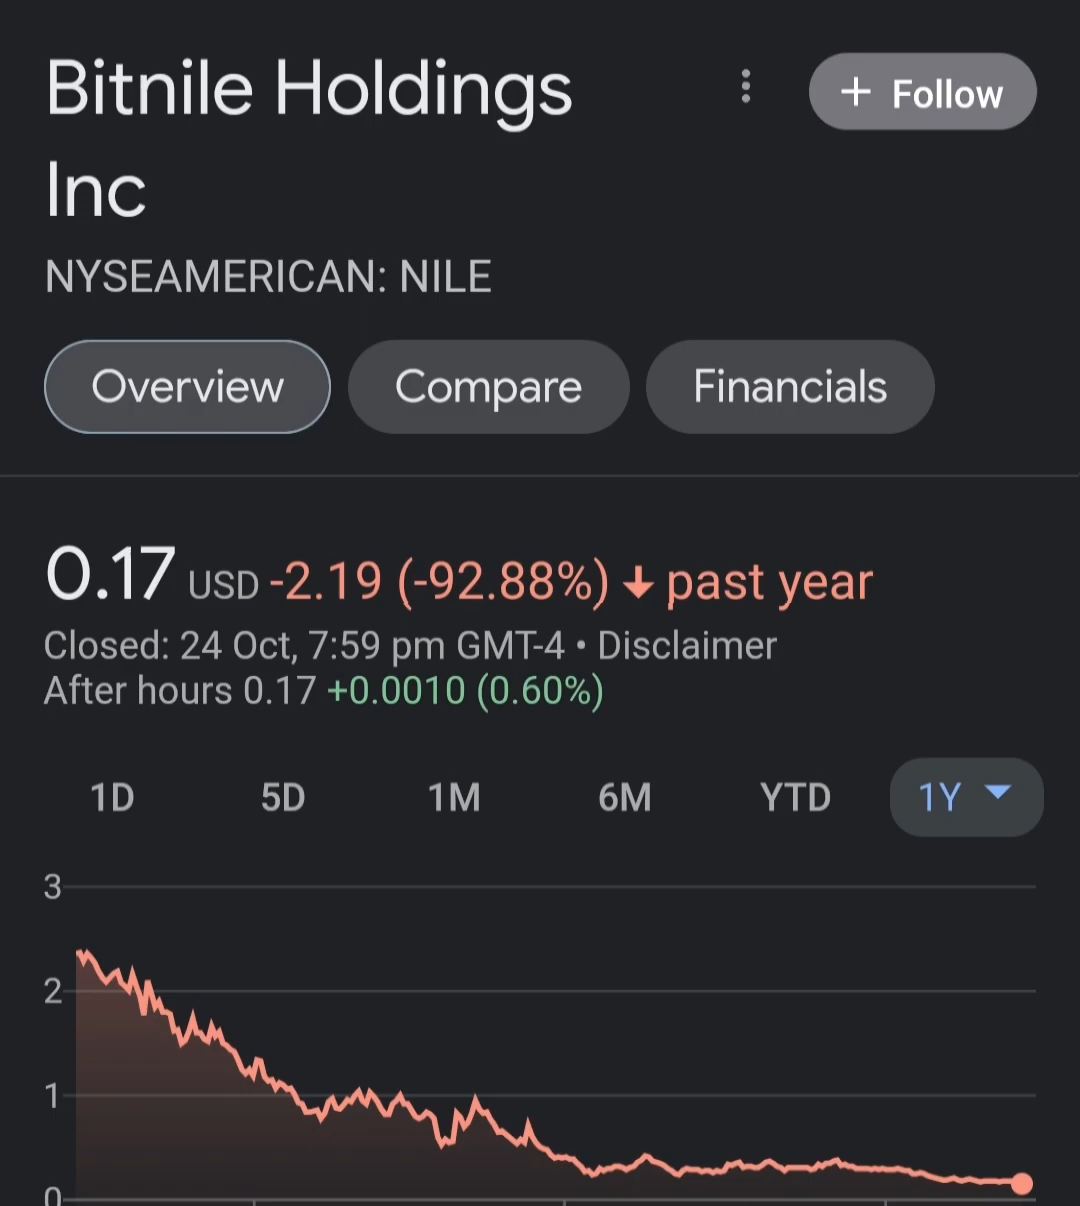 Bitnile Holdings
Inc
+ Follow
NYSEAMERICAN: NILE
Overview Compare Financials
0.17 USD -2.19 (-92.88%) ↓ past year
Closed: 24 Oct, 7:59 pm GMT-4 • Disclaimer
After hours 0.17 +0.0010 (0.60%)
1D 5D 1M 6M YTD 1Y
3
2
1
0